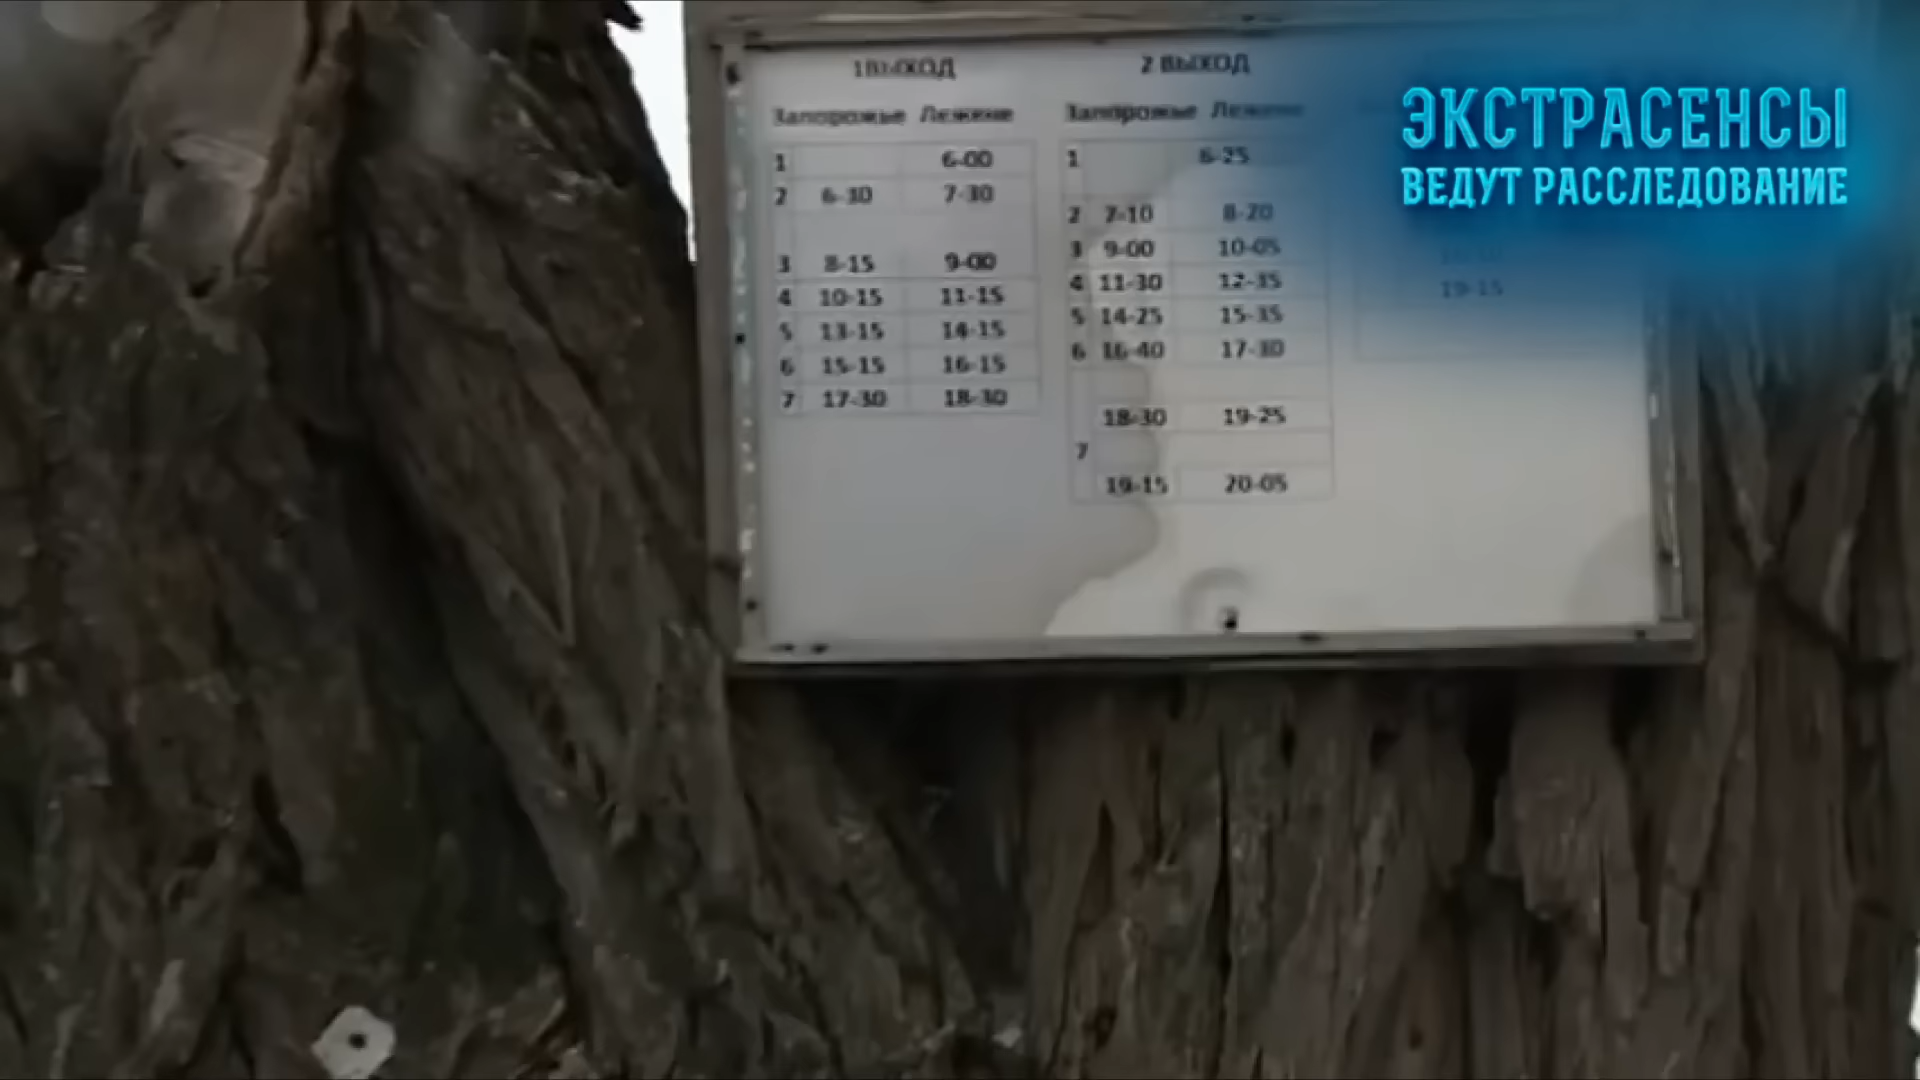 ЭКСТРАСЕНСЫ
ВЕДУТ РАССЛЕДОВАНИЕ
1ВЫХОД
Запорожье Лежене
1 6-00
2 6-30 7-30
3 8-15 9-00
4 10-15 11-15
5 13-15 14-15
6 15-15 16-15
7 17-30 18-30
2 ВЫХОД
Запорожье Лежене
1 6-25
2 7-10 8-20
3 9-00 10-05
4 11-30 12-35
5 14-25 15-35
6 16-40 17-30
18-30 19-25
7
19-15 20-05
19-15